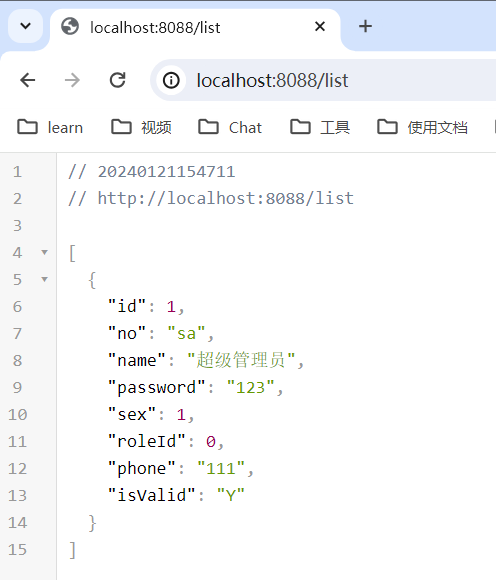 localhost:8088/list
localhost:8088/list
learn 视频 Chat 工具 使用文档
1 // 20240121154711
2 // http://localhost:8088/list
3
4 [
5 {
6 "id": 1,
7 "no": "sa",
8 "name": "超级管理员",
9 "password": "123",
10 "sex": 1,
11 "roleId": 0,
12 "phone": "111",
13 "isValid": "Y"
14 }
15 ]